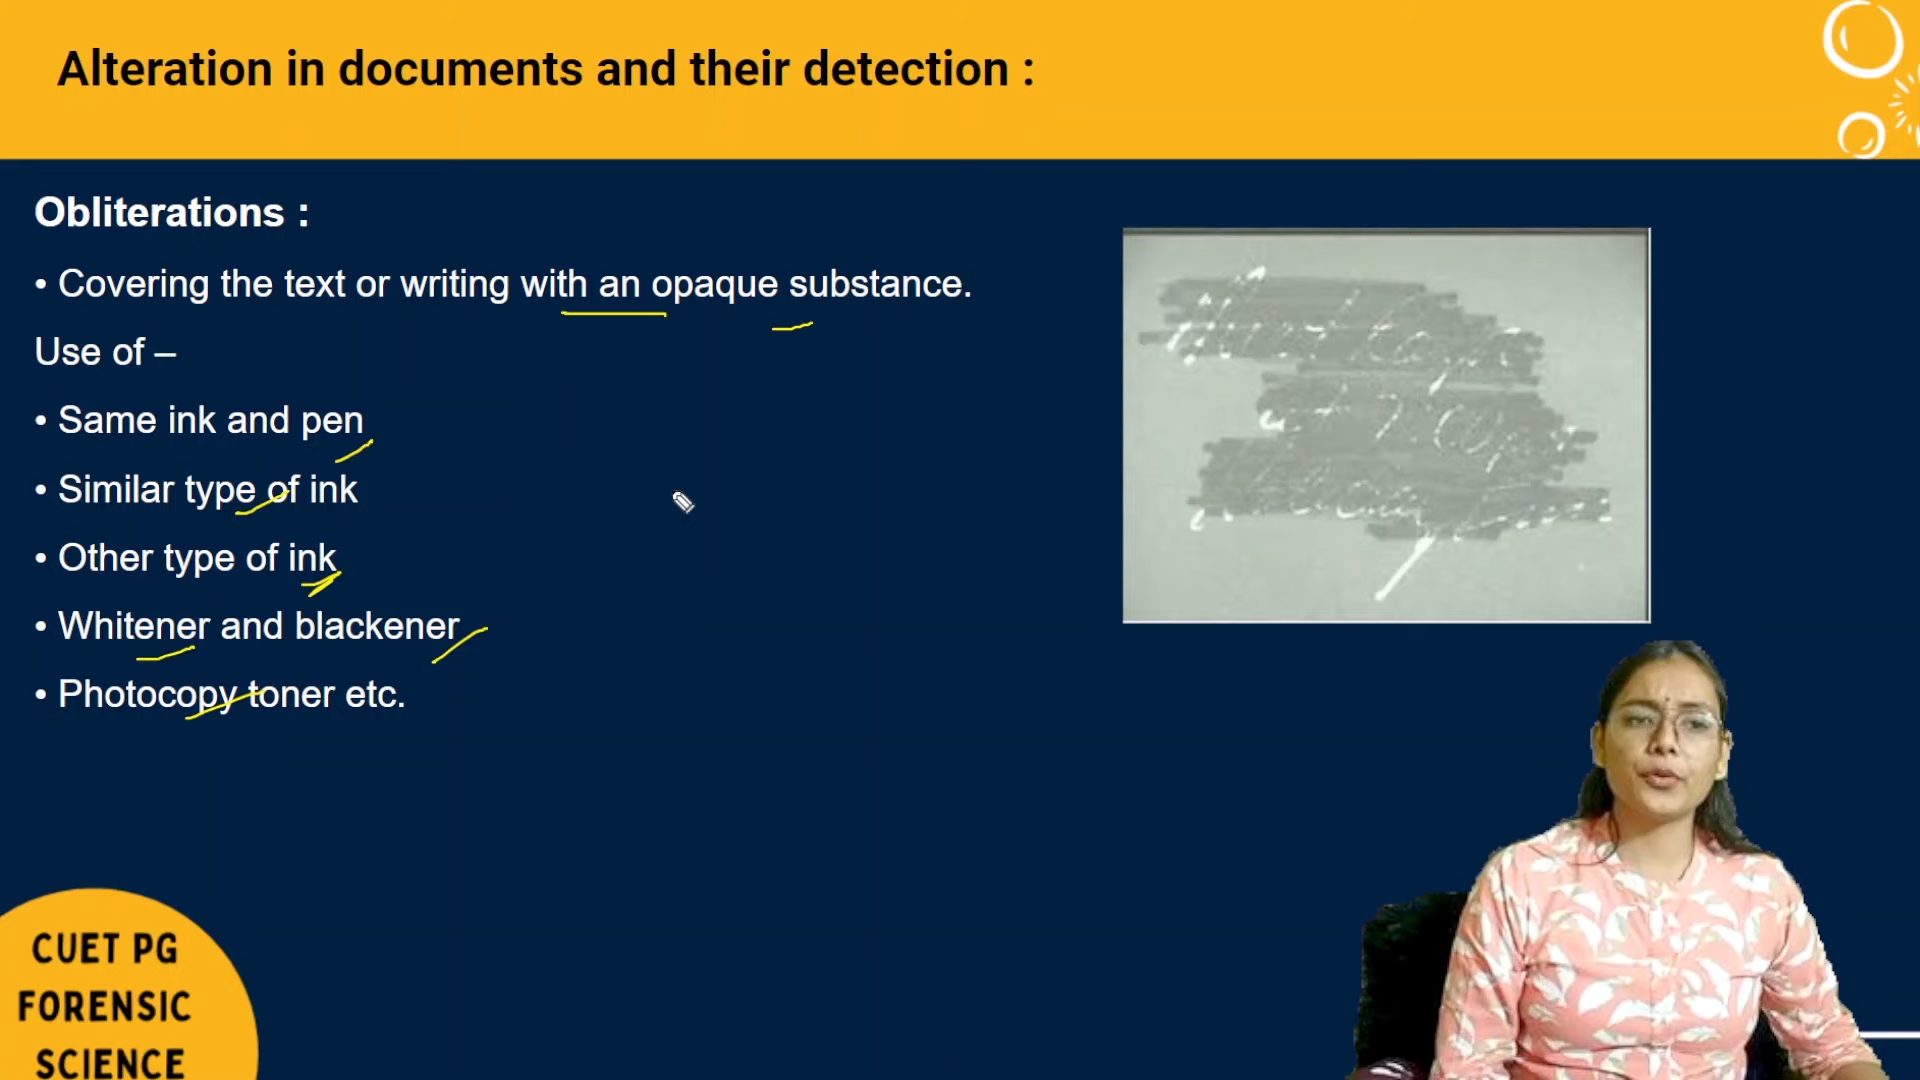 Alteration in documents and their detection :
Obliterations :
• Covering the text or writing with an opaque substance.
Use of –
• Same ink and pen
• Similar type of ink
• Other type of ink
• Whitener and blackener
• Photocopy toner etc.
CUET PG
FORENSIC
SCIENCE